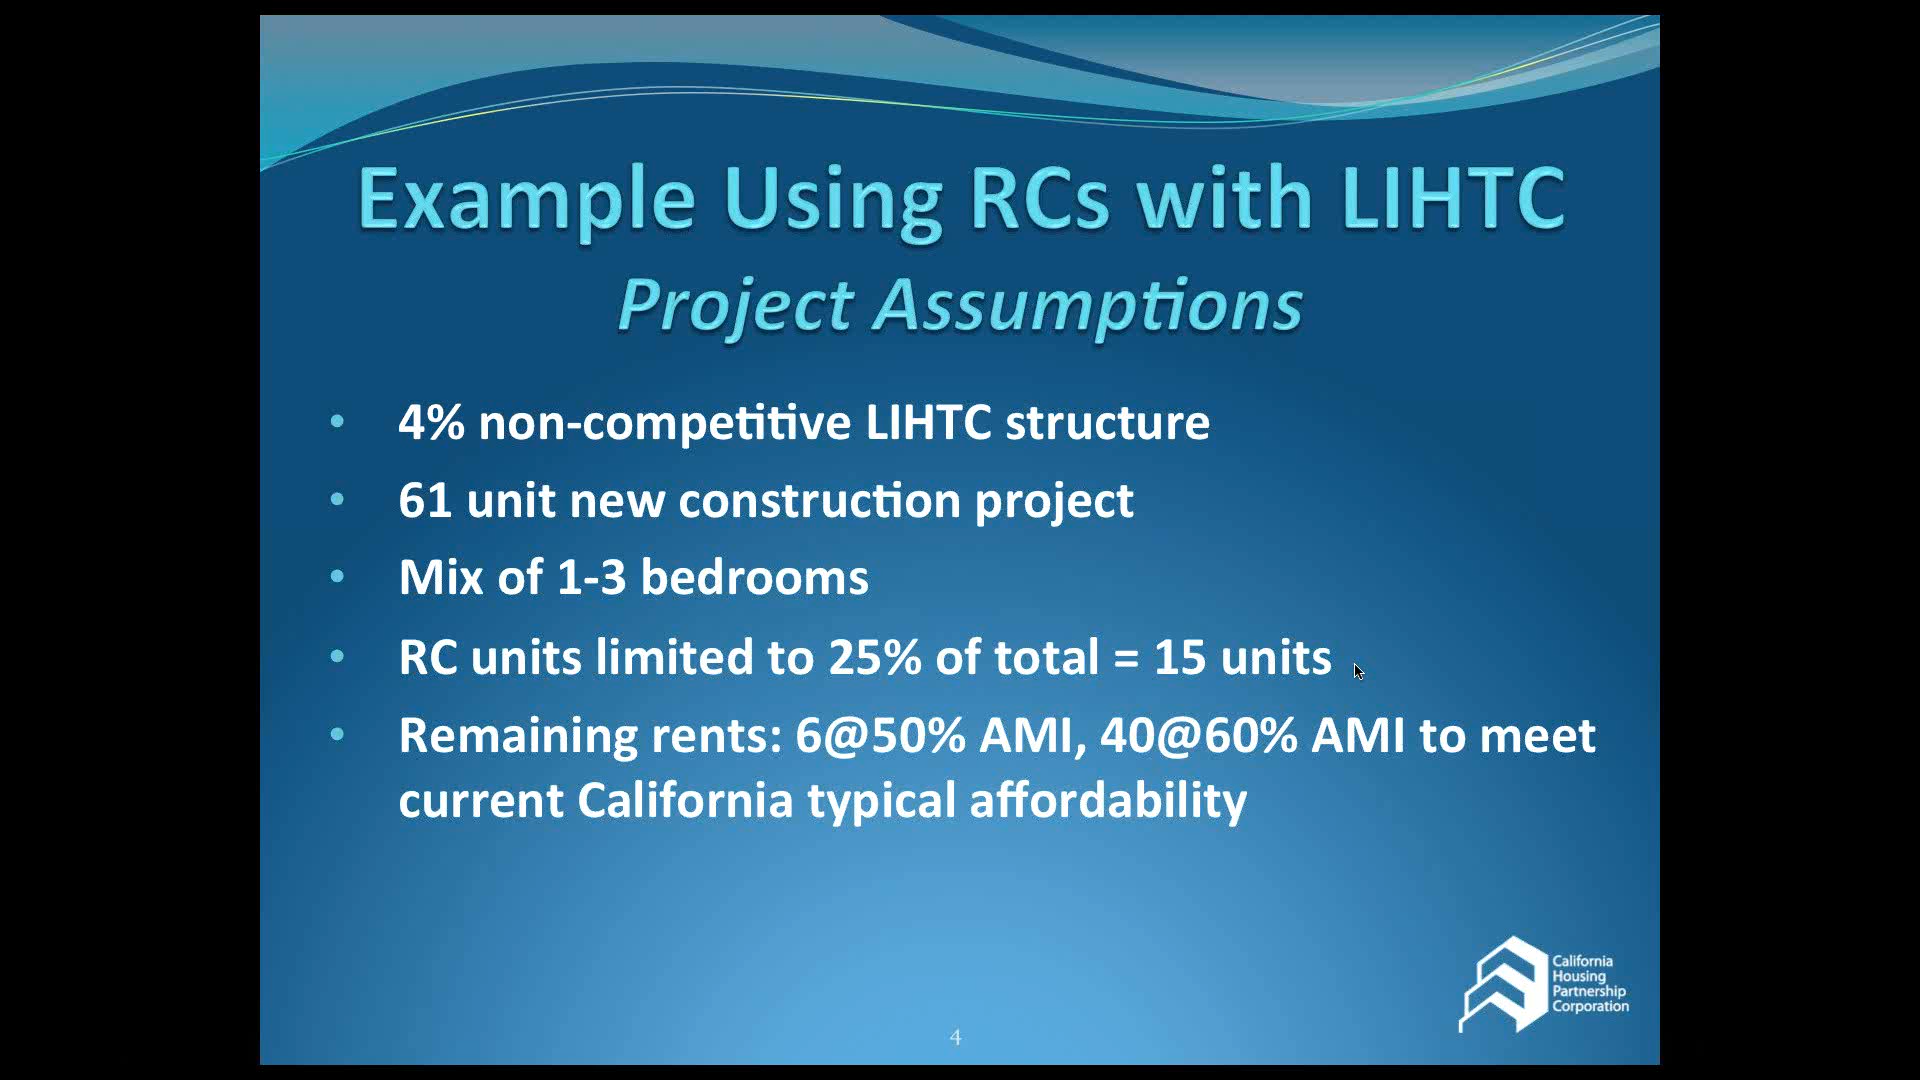 Example Using RCs with LIHTC
Project Assumptions
• 4% non-competitive LIHTC structure
• 61 unit new construction project
• Mix of 1-3 bedrooms
• RC units limited to 25% of total = 15 units
• Remaining rents: 6@50% AMI, 40@60% AMI to meet
current California typical affordability
California
Housing
Partnership
Corporation
4